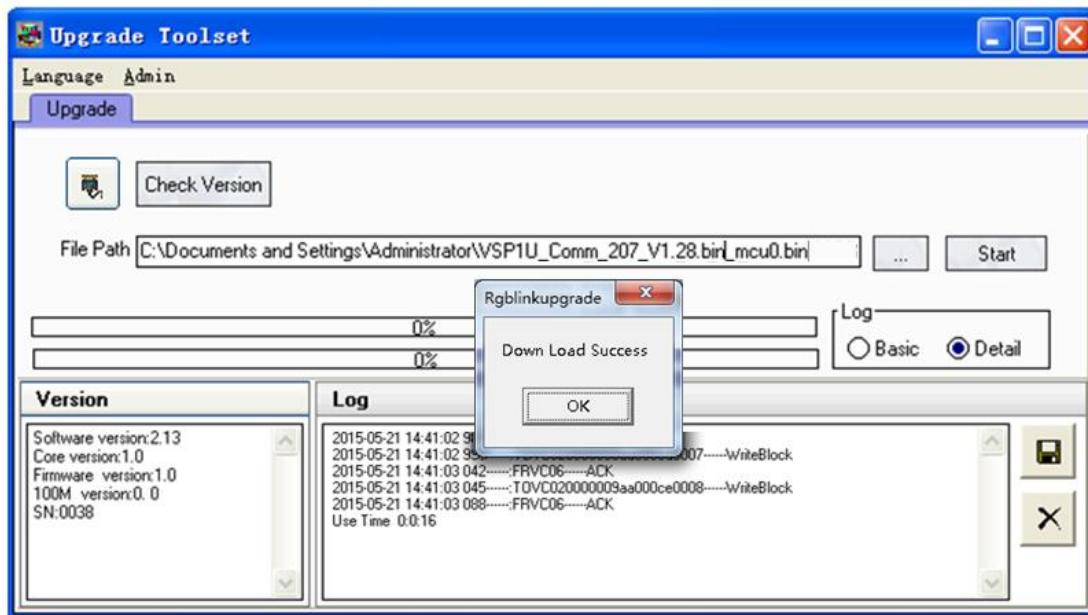 Upgrade Toolset
Language Admin
Upgrade
Check Version
File Path C:\Documents and Settings\Administrator\VSP1U_Comm_207_V1.28.bin_mcu0.bin ... Start
Rgblinkupgrade
Down Load Success
OK
0%
0%
Log
Basic Detail
Version
Software version:2.13
Core version:1.0
Firmware version:1.0
100M version:0. 0
SN:0038
Log
2015-05-21 14:41:02
2015-05-21 14:41:02 -----WriteBlock
2015-05-21 14:41:03 042-----:FRVC06-----ACK
2015-05-21 14:41:03 045-----:TOVC020000009aa000ce0008-----WriteBlock
2015-05-21 14:41:03 088-----:FRVC06-----ACK
Use Time 0:0:16